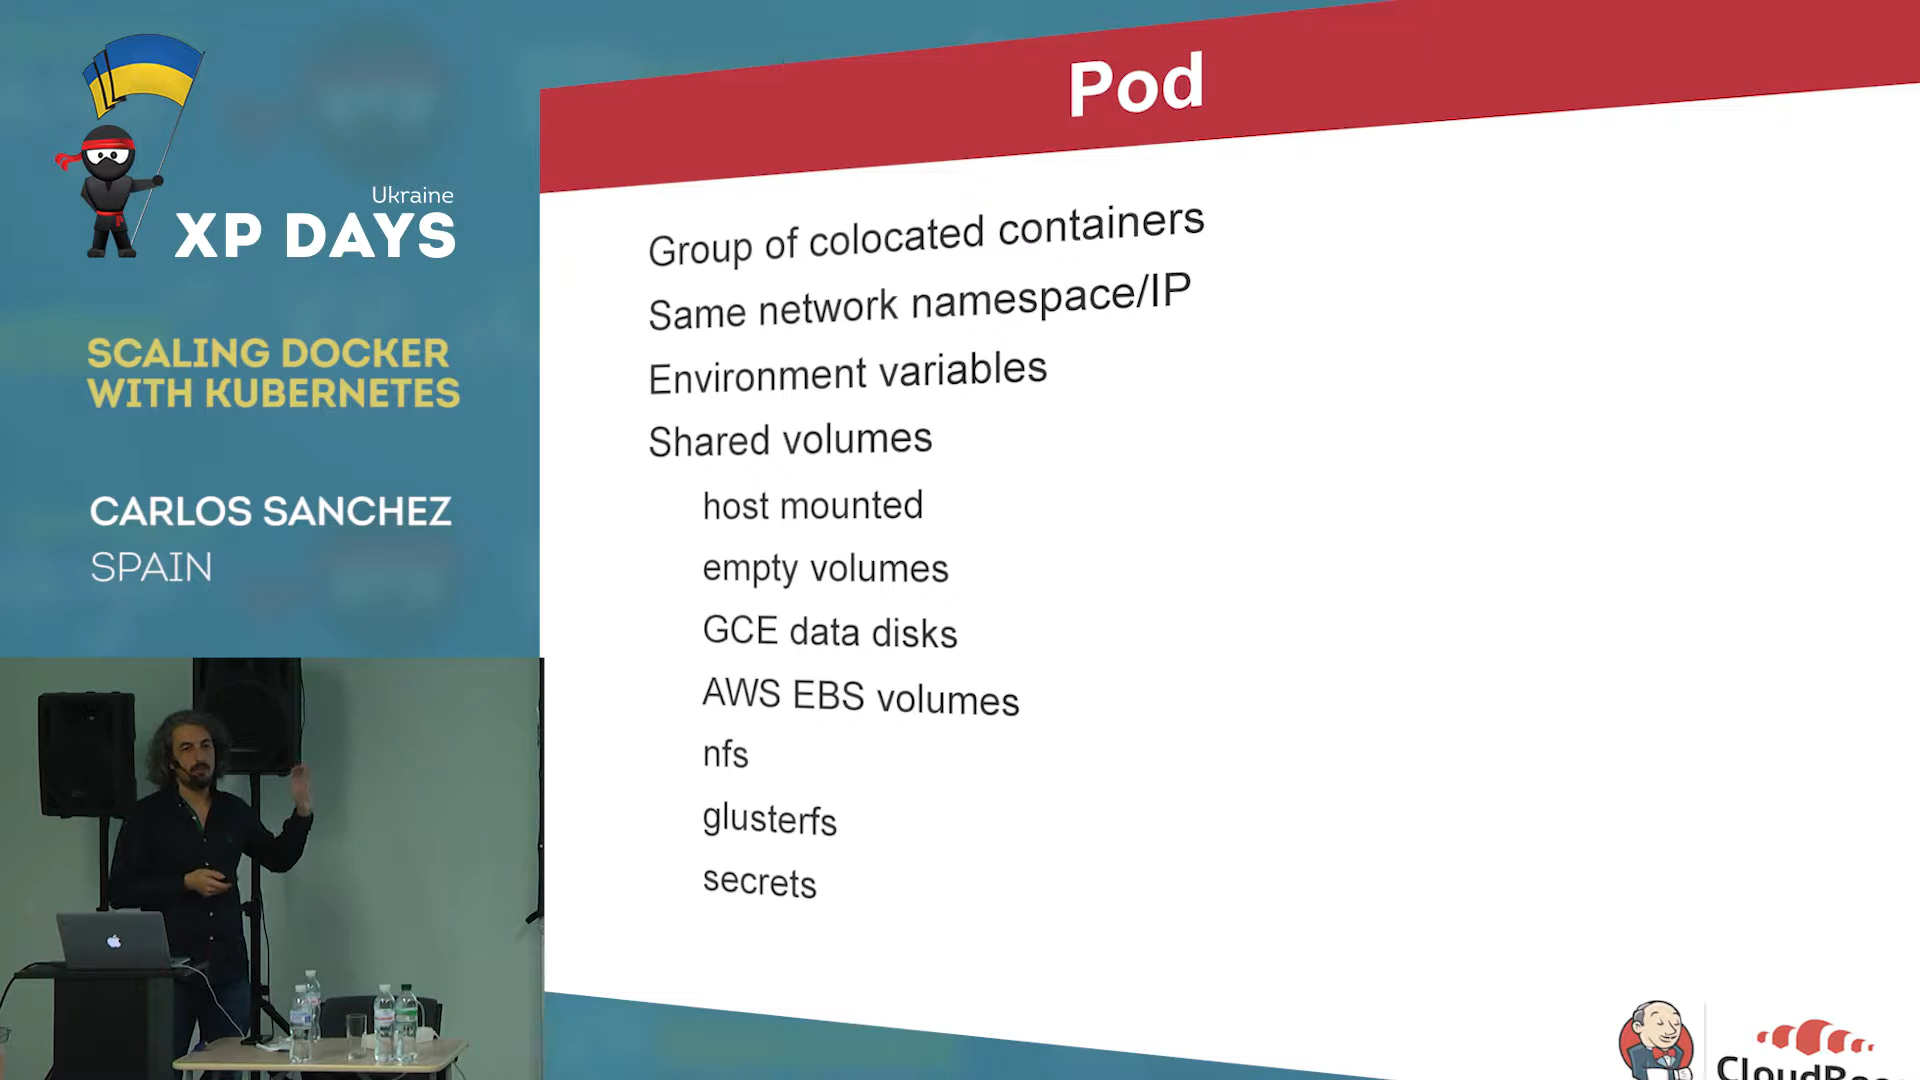 Ukraine
XP DAYS
SCALING DOCKER
WITH KUBERNETES
CARLOS SANCHEZ
SPAIN
Pod
Group of colocated containers
Same network namespace/IP
Environment variables
Shared volumes
host mounted
empty volumes
GCE data disks
AWS EBS volumes
nfs
glusterfs
secrets